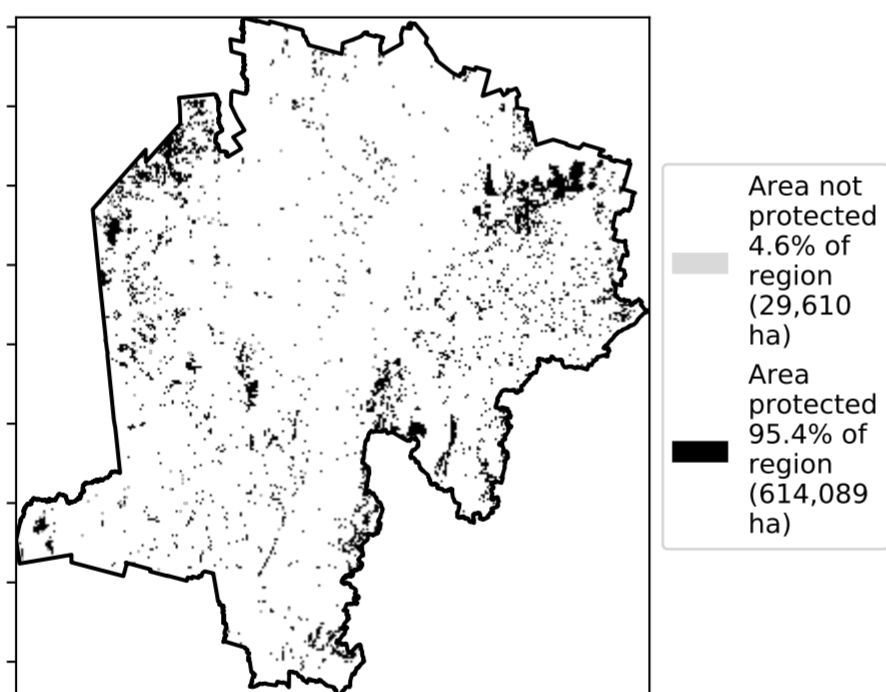 Area not
protected
4.6% of
region
(29,610
ha)
Area
protected
95.4% of
region
(614,089
ha)